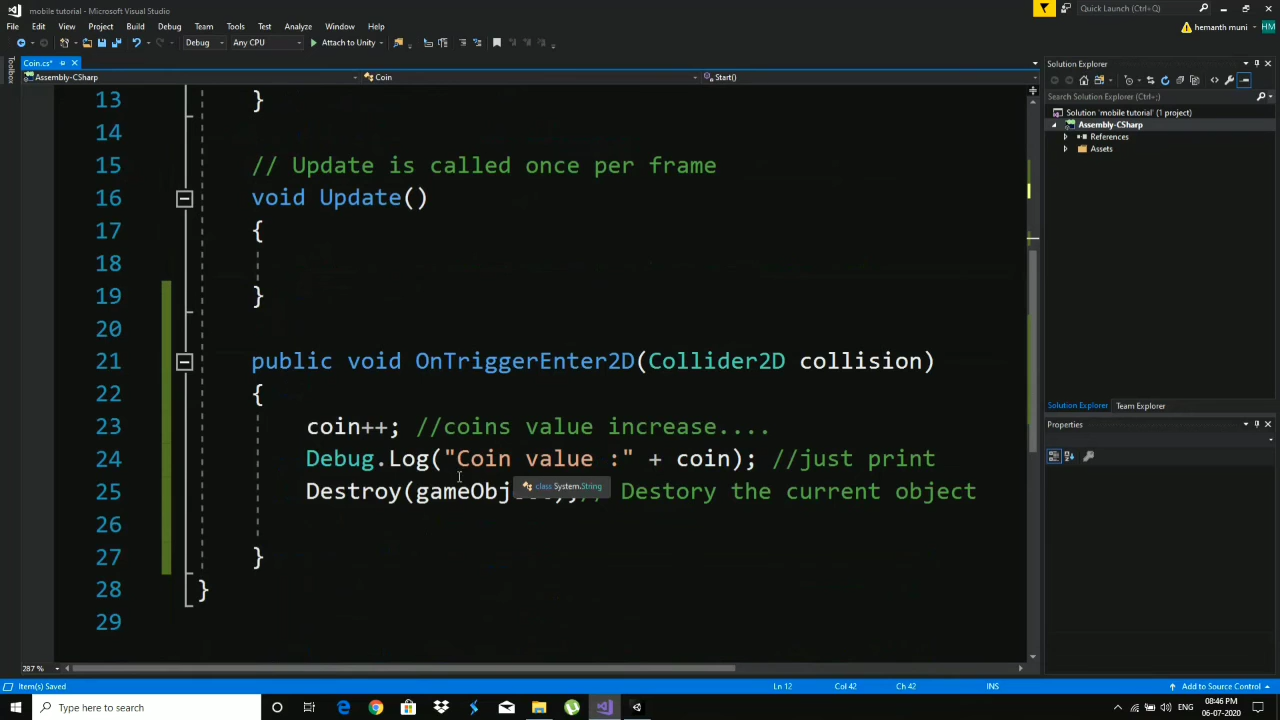 mobile tutorial - Microsoft Visual Studio
Quick Launch (Ctrl+Q)
File Edit View Project Build Debug Team Tools Test Analyze Window Help
hemanth muni HM
Debug Any CPU Attach to Unity
Toolbox
Coin.cs*
Solution Explorer
Assembly-CSharp Coin Start()
Search Solution Explorer (Ctrl+;)
Solution 'mobile tutorial' (1 project)
Assembly-CSharp
References
Assets
13 }
14
15 // Update is called once per frame
16 void Update()
17 {
18
19 }
20
21 public void OnTriggerEnter2D(Collider2D collision)
22 {
23 coin++; //coins value increase....
24 Debug.Log("Coin value :" + coin); //just print
class System.String
25 Destroy(gameObject);// Destory the current object
26
27 }
28 }
29
Solution Explorer Team Explorer
Properties
287 %
Item(s) Saved Ln 12 Col 42 Ch 42 INS Add to Source Control
Type here to search
ENG
08:46 PM
06-07-2020